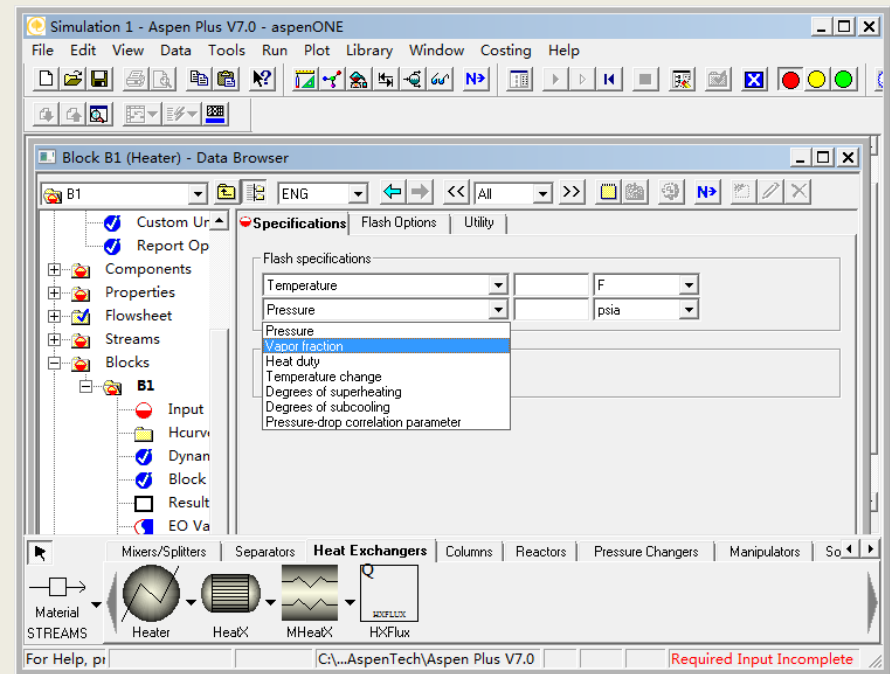 Simulation 1 - Aspen Plus V7.0 - aspenONE
File Edit View Data Tools Run Plot Library Window Costing Help
N
Block B1 (Heater) - Data Browser
B1 ENG << All >> N
Custom Ur Specifications Flash Options Utility
Report Op
Components Flash specifications
Properties Temperature F
Flowsheet Pressure psia
Streams Pressure
Blocks Vapor fraction
B1 Heat duty
Input Temperature change
Hcurv Degrees of superheating
Dynan Degrees of subcooling
Block Pressure-drop correlation parameter
Result
EO Va
Mixers/Splitters Separators Heat Exchangers Columns Reactors Pressure Changers Manipulators So
Q
HXFLUX
Material
STREAMS Heater HeatX MHeatX HXFlux
For Help, pr C:\...AspenTech\Aspen Plus V7.0 Required Input Incomplete